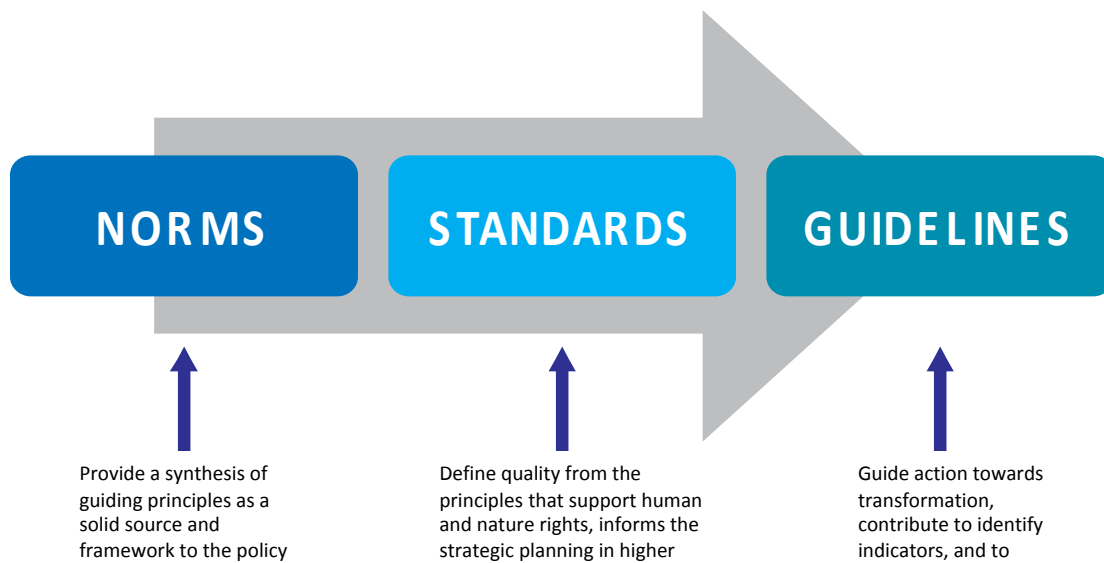 NORMS
STANDARDS
GUIDELINES
Provide a synthesis of
guiding principles as a
solid source and
framework to the policy
Define quality from the
principles that support human
and nature rights, informs the
strategic planning in higher
Guide action towards
transformation,
contribute to identify
indicators, and to